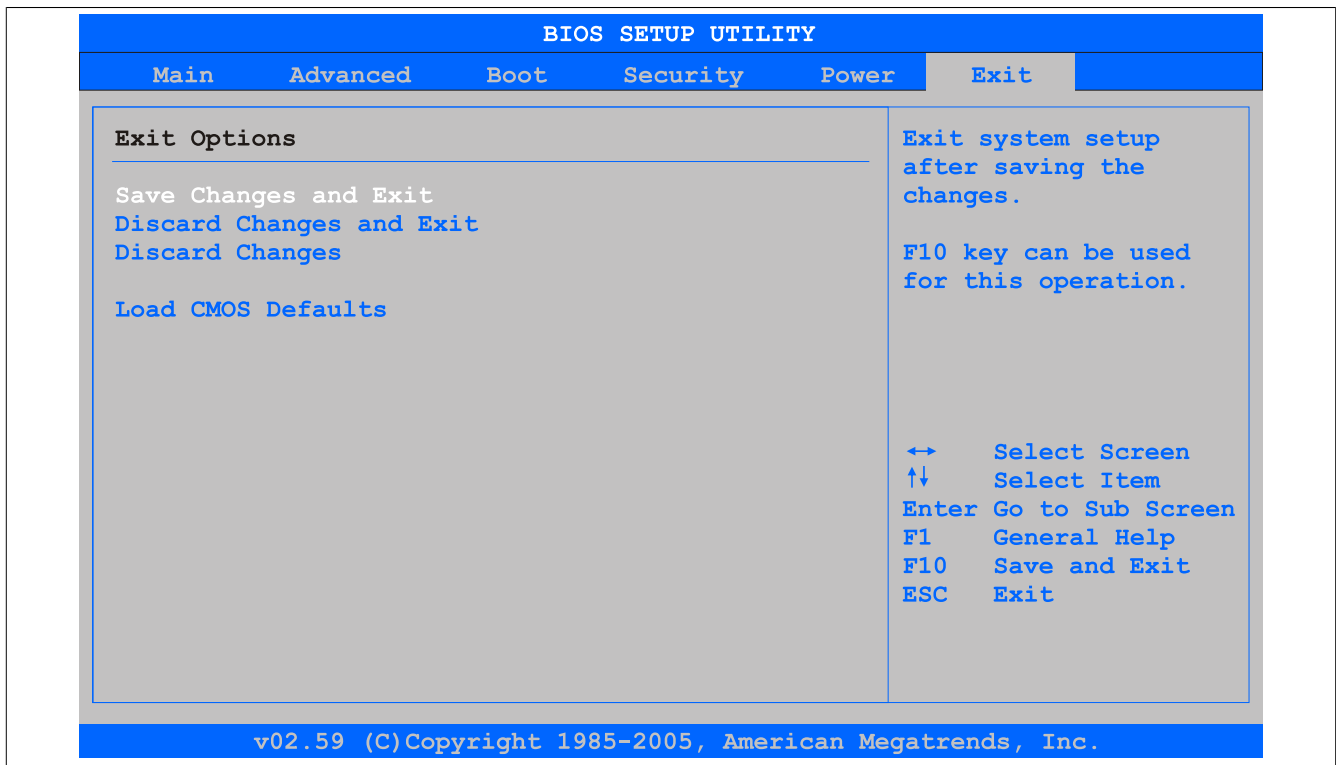 BIOS SETUP UTILITY
Main Advanced Boot Security Power Exit
Exit Options
Save Changes and Exit
Discard Changes and Exit
Discard Changes
Load CMOS Defaults
Exit system setup
after saving the
changes.
F10 key can be used
for this operation.
↔ Select Screen
↑↓ Select Item
Enter Go to Sub Screen
F1 General Help
F10 Save and Exit
ESC Exit
v02.59 (C)Copyright 1985-2005, American Megatrends, Inc.